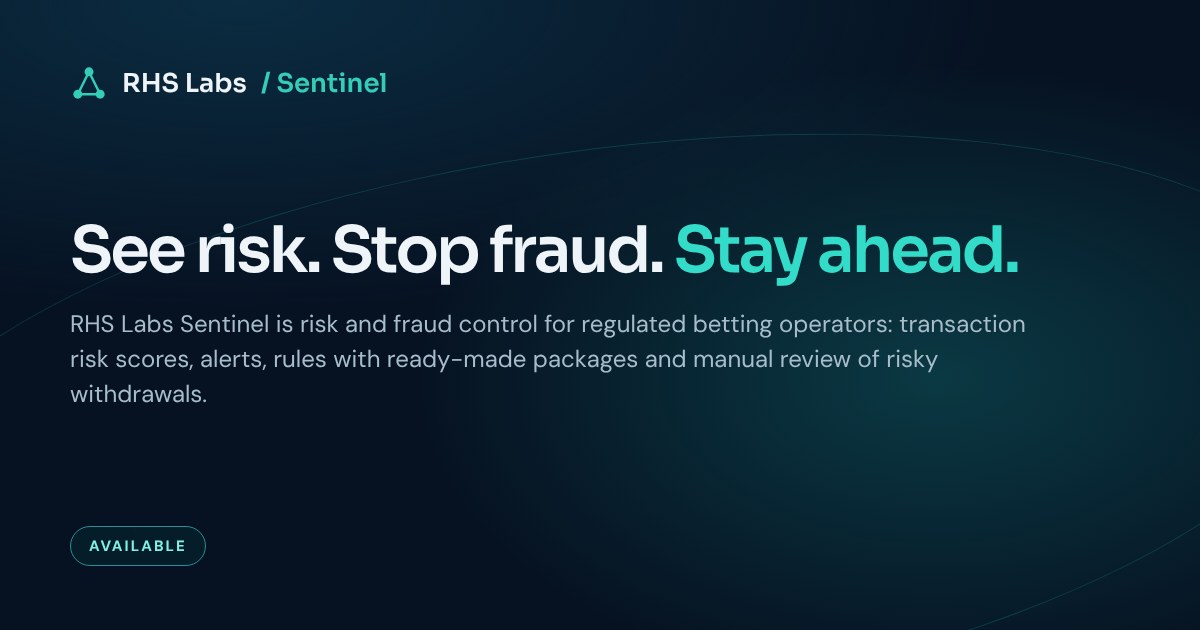 RHS Labs / Sentinel
See risk. Stop fraud. Stay ahead.
RHS Labs Sentinel is risk and fraud control for regulated betting operators: transaction
risk scores, alerts, rules with ready-made packages and manual review of risky
withdrawals.
AVAILABLE